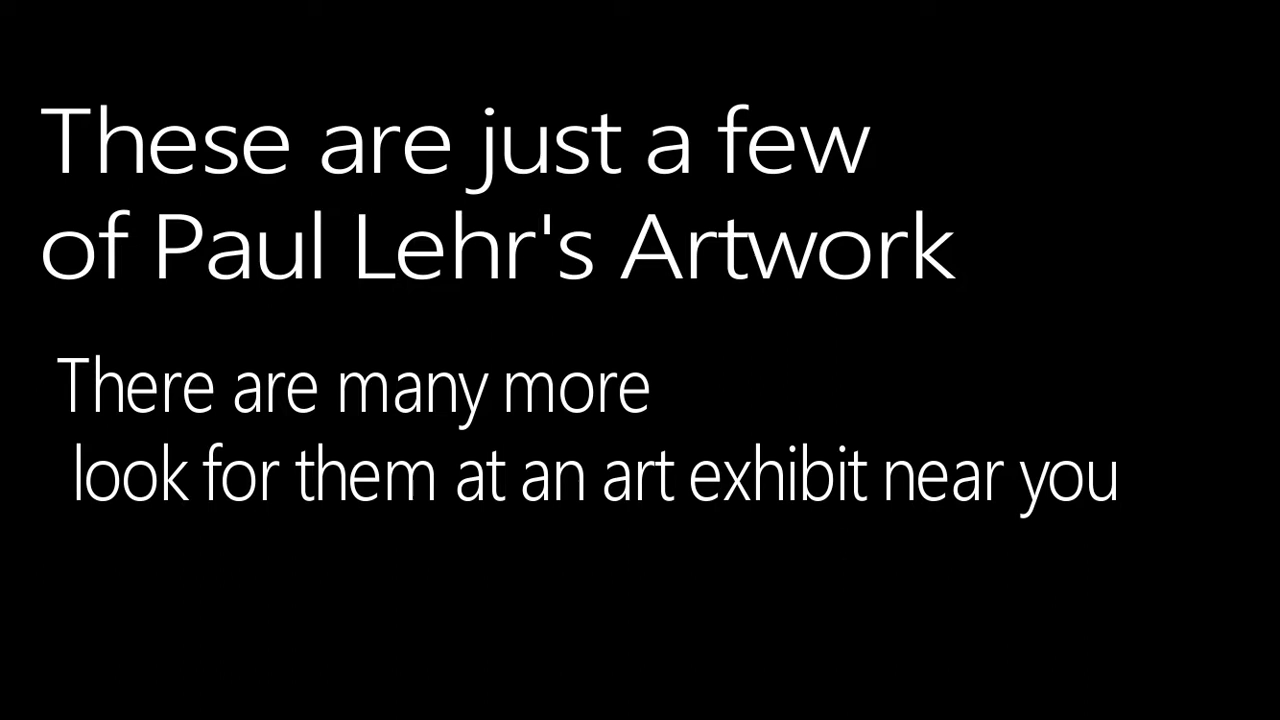 These are just a few
of Paul Lehr's Artwork
There are many more
look for them at an art exhibit near you